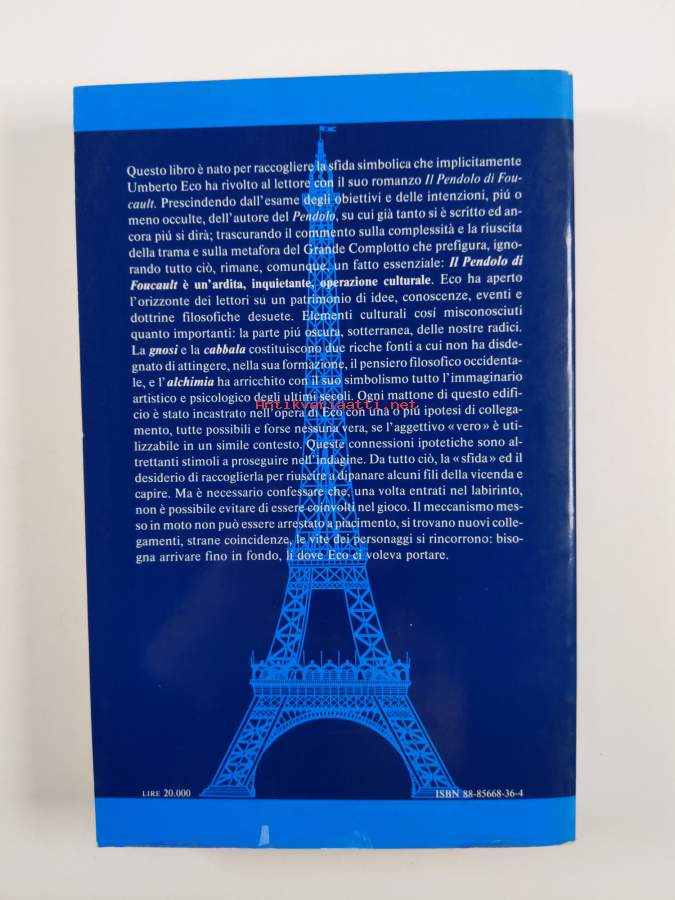 Questo libro è nato per raccogliere la sfida simbolica che implicitamente
Umberto Eco ha rivolto al lettore con il suo romanzo Il Pendolo di Fou-
cault. Prescindendo dall'esame degli obiettivi e delle intenzioni, piú o
meno occulte, dell'autore del Pendolo, su cui già tanto si è scritto ed an-
cora piú si dirà; trascurando il commento sulla complessità e la riuscita
della trama e sulla metafora del Grande Complotto che prefigura, igno-
rando tutto ciò, rimane, comunque, un fatto essenziale: Il Pendolo di
Foucault è un'ardita, inquietante, operazione culturale. Eco ha aperto
l'orizzonte dei lettori su un patrimonio di idee, conoscenze, eventi e
dottrine filosofiche desuete. Elementi culturali cosí misconosciuti
quanto importanti: la parte piú oscura, sotterranea, delle nostre radici.
La gnosi e la cabbala costituiscono due ricche fonti a cui non ha disde-
gnato di attingere, nella sua formazione, il pensiero filosofico occidenta-
le, e l'alchimia ha arricchito con il suo simbolismo tutto l'immaginario
artistico e psicologico degli ultimi secoli. Ogni mattone di questo edifi-
Antikvariaatti.net
cio è stato incastrato nell'opera di Eco con una o piú ipotesi di collega-
mento, tutte possibili e forse nessuna vera, se l'aggettivo «vero» è uti-
lizzabile in un simile contesto. Queste connessioni ipotetiche sono al-
trettanti stimoli a proseguire nell'indagine. Da tutto ciò, la «sfida» ed il
desiderio di raccoglierla per riuscire a dipanare alcuni fili della vicenda e
capire. Ma è necessario confessare che, una volta entrati nel labirinto,
non è possibile evitare di essere coinvolti nel gioco. Il meccanismo mes-
so in moto non può essere arrestato a piacimento, si trovano nuovi colle-
gamenti, strane coincidenze, le vite dei personaggi si rincorrono: biso-
gna arrivare fino in fondo, lí dove Eco ci voleva portare.
LIRE 20.000
ISBN 88-85668-36-4